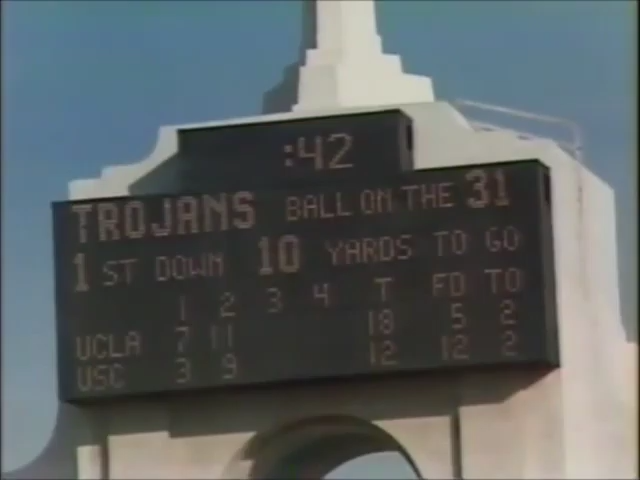 :42
TROJANS BALL ON THE 31
1 ST DOWN 10 YARDS TO GO
1 2 3 4 T FD TO
UCLA 7 11 18 5 2
USC 3 9 12 12 2